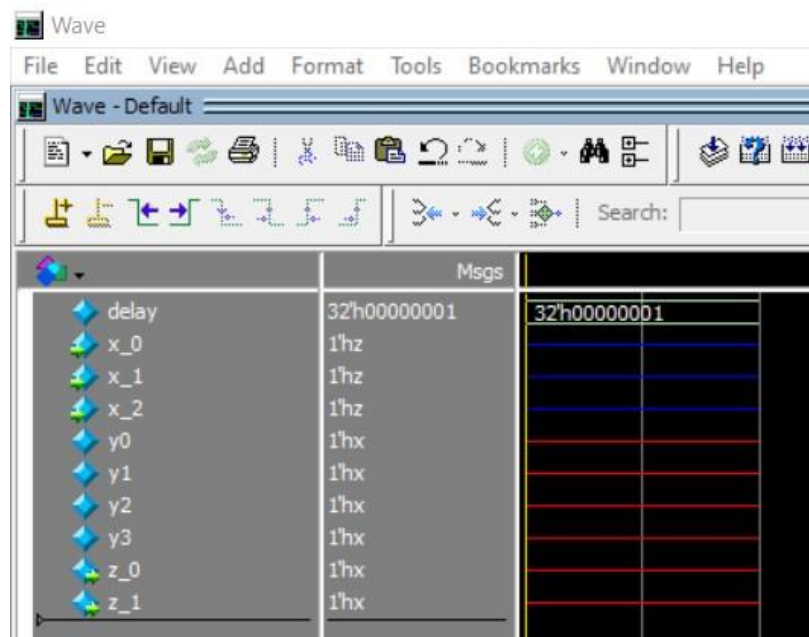 Wave
File Edit View Add Format Tools Bookmarks Window Help
Wave - Default
Search:
Msgs
delay 32'h00000001 32'h00000001
x_0 1'hz
x_1 1'hz
x_2 1'hz
y0 1'hx
y1 1'hx
y2 1'hx
y3 1'hx
z_0 1'hx
z_1 1'hx